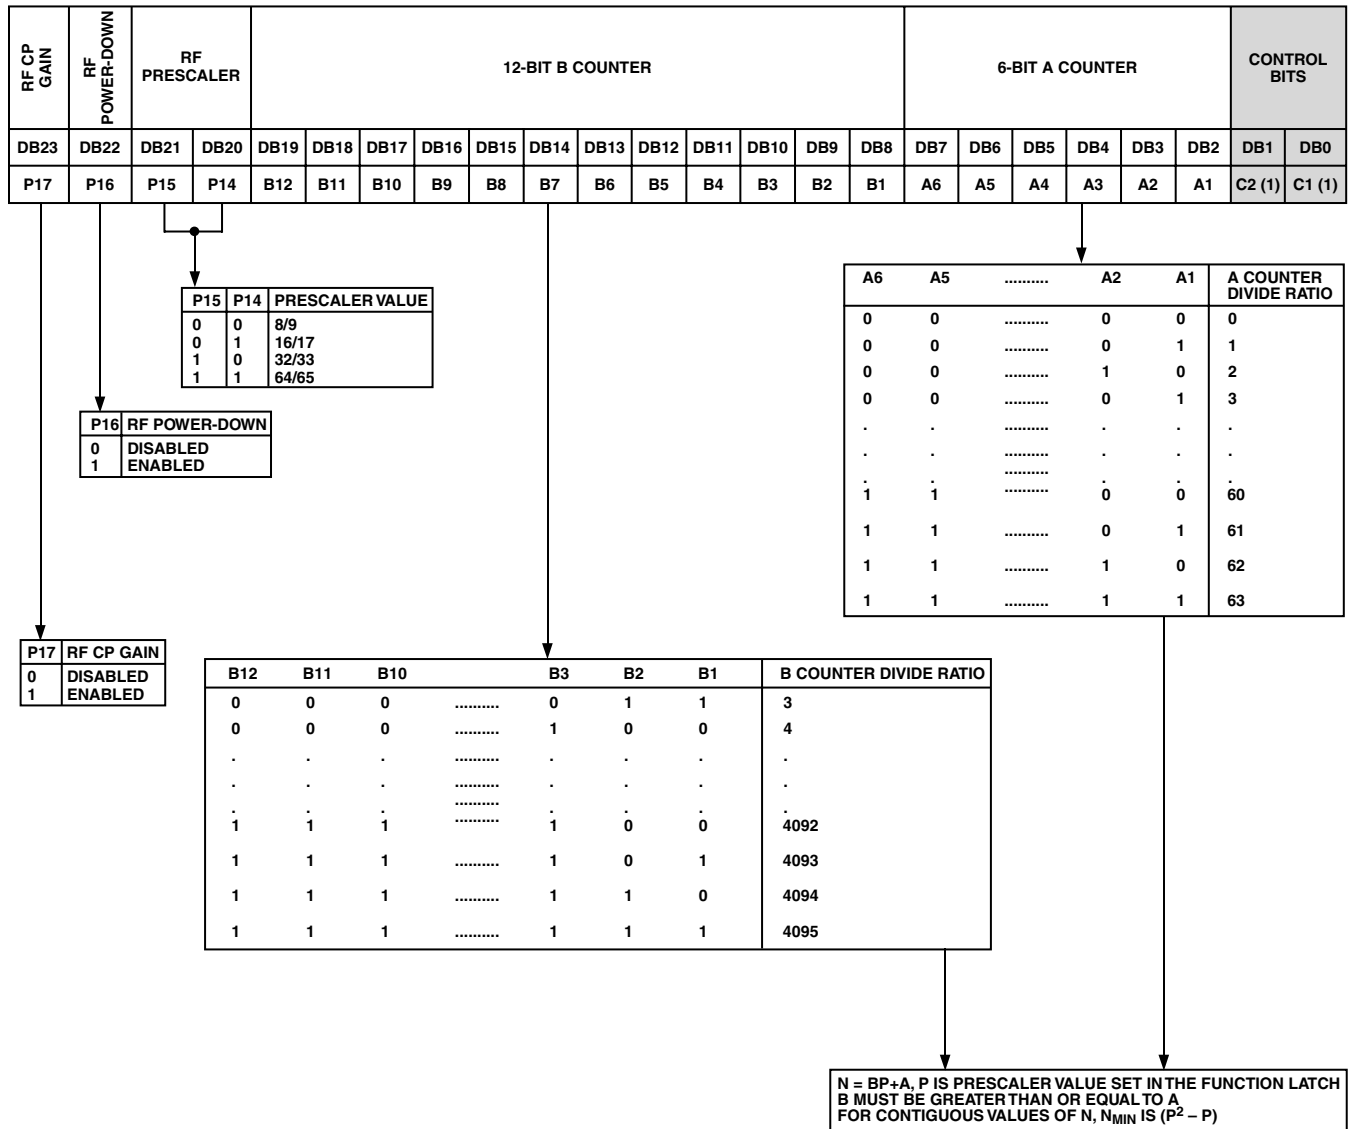 RF CP GAIN RF POWER-DOWN RF PRESCALER 12-BIT B COUNTER 6-BIT A COUNTER CONTROL BITS
DB23 DB22 DB21 DB20 DB19 DB18 DB17 DB16 DB15 DB14 DB13 DB12 DB11 DB10 DB9 DB8 DB7 DB6 DB5 DB4 DB3 DB2 DB1 DB0
P17 P16 P15 P14 B12 B11 B10 B9 B8 B7 B6 B5 B4 B3 B2 B1 A6 A5 A4 A3 A2 A1 C2 (1) C1 (1)
P15 P14 PRESCALER VALUE
0 0 8/9
0 1 16/17
1 0 32/33
1 1 64/65
P16 RF POWER-DOWN
0 DISABLED
1 ENABLED
P17 RF CP GAIN
0 DISABLED
1 ENABLED
A6 A5 .......... A2 A1 A COUNTER DIVIDE RATIO
0 0 .......... 0 0 0
0 0 .......... 0 1 1
0 0 .......... 1 0 2
0 0 .......... 0 1 3
. . .......... . . .
. . .......... . . .
. . .......... . . .
1 1 .......... 0 0 60
1 1 .......... 0 1 61
1 1 .......... 1 0 62
1 1 .......... 1 1 63
B12 B11 B10 B3 B2 B1 B COUNTER DIVIDE RATIO
0 0 0 .......... 0 1 1 3
0 0 0 .......... 1 0 0 4
. . . .......... . . . .
. . . .......... . . . .
. . . .......... . . . .
1 1 1 .......... 1 0 0 4092
1 1 1 .......... 1 0 1 4093
1 1 1 .......... 1 1 0 4094
1 1 1 .......... 1 1 1 4095
N = BP+A, P IS PRESCALER VALUE SET IN THE FUNCTION LATCH
B MUST BE GREATER THAN OR EQUAL TO A
FOR CONTIGUOUS VALUES OF N, NMIN IS (P² – P)